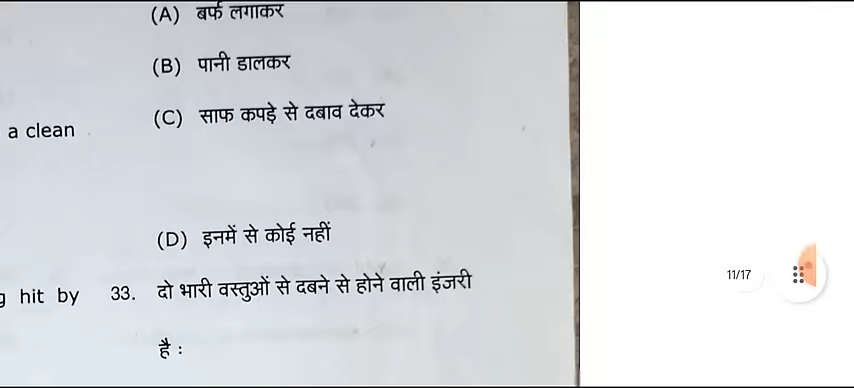 (A) बर्फ लगाकर
(B) पानी डालकर
(C) साफ कपड़े से दबाव देकर
a clean
(D) इनमें से कोई नहीं
hit by 33. दो भारी वस्तुओं से दबने से होने वाली इंजरी
है :
11/17